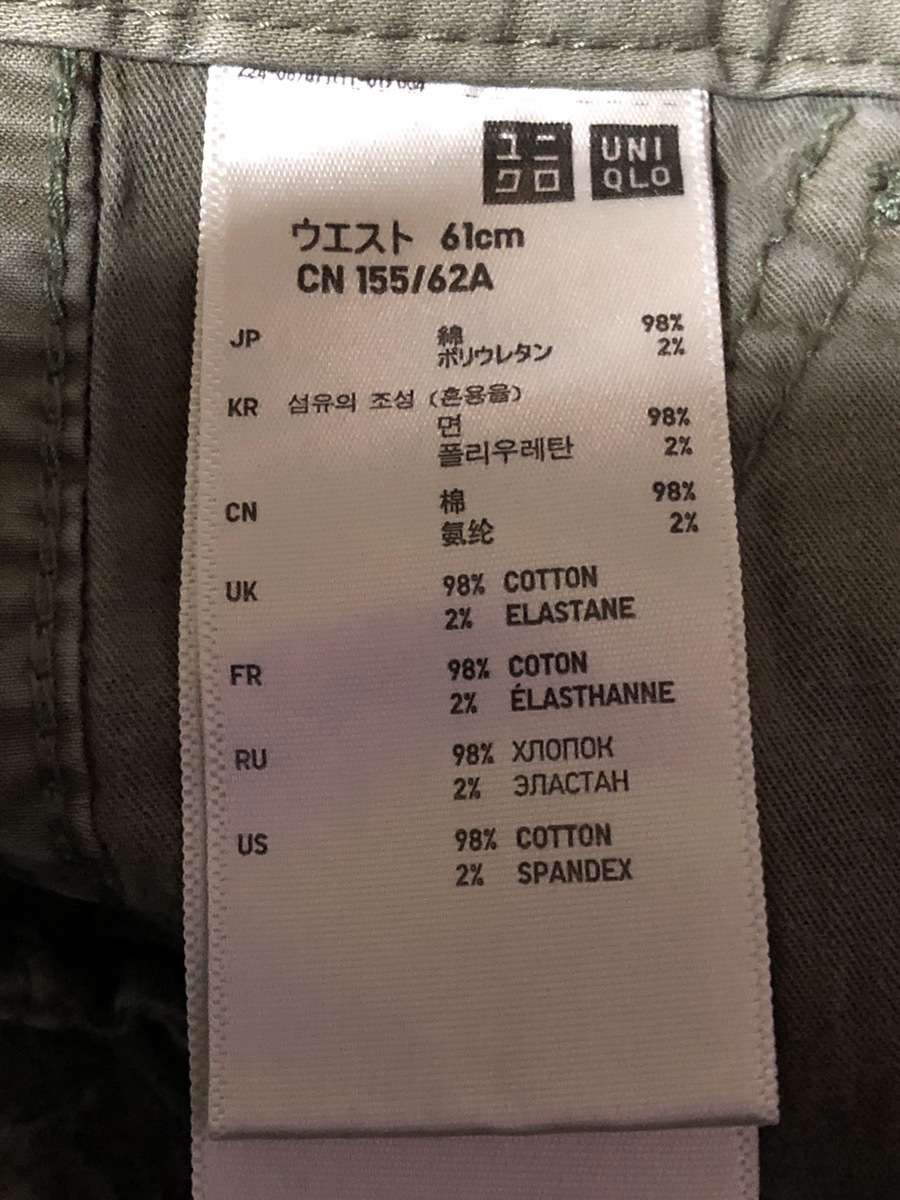 ユニ
クロ
UNI
QLO
ウエスト 61cm
CN 155/62A
JP 綿 98%
ポリウレタン 2%
KR 섬유의 조성 (혼용율)
면 98%
폴리우레탄 2%
CN 棉 98%
氨纶 2%
UK 98% COTTON
2% ELASTANE
FR 98% COTON
2% ÉLASTHANNE
RU 98% ХЛОПОК
2% ЭЛАСТАН
US 98% COTTON
2% SPANDEX